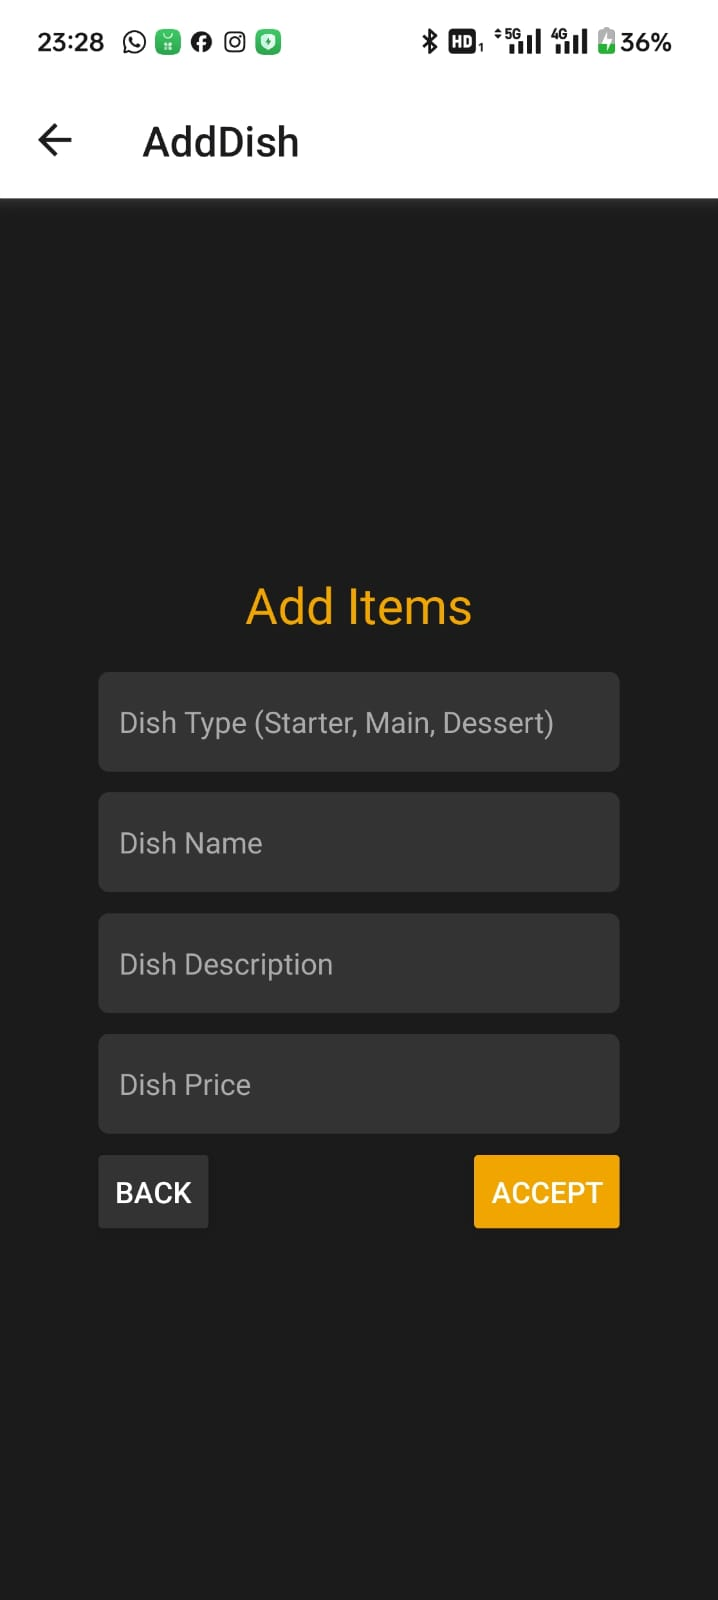 23:28 HD 1 5G 4G 36%
AddDish
Add Items
Dish Type (Starter, Main, Dessert)
Dish Name
Dish Description
Dish Price
BACK ACCEPT